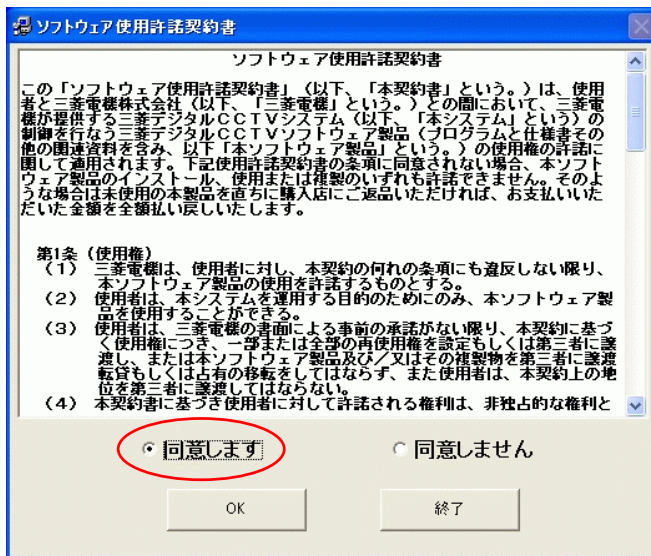 ソフトウェア使用許諾契約書
ソフトウェア使用許諾契約書
この「ソフトウェア使用許諾契約書」（以下、「本契約書」という。）は、使用
者と三菱電機株式会社（以下、「三菱電機」という。）との間において、三菱電
機が提供する三菱デジタルＣＣＴＶシステム（以下、「本システム」という）の
制御を行なう三菱デジタルＣＣＴＶソフトウェア製品（プログラムと仕様書その
他の関連資料を含み、以下「本ソフトウェア製品」という。）の使用権の許諾に
関して適用されます。下記使用許諾契約書の条項に同意されない場合、本ソフト
ウェア製品のインストール、使用または複製のいずれも許諾できません。そのよ
うな場合は未使用の本製品を直ちに購入店にご返品いただければ、お支払いいた
だいた金額を全額払い戻しいたします。
第1条（使用権）
（１） 三菱電機は、使用者に対し、本契約の何れの条項にも違反しない限り、
本ソフトウェア製品の使用を許諾するものとする。
（２） 使用者は、本システムを運用する目的のためにのみ、本ソフトウェア製
品を使用することができる。
（３） 使用者は、三菱電機の書面による事前の承諾がない限り、本契約に基づ
く使用権につき、一部または全部の再使用権を設定もしくは第三者に譲
渡し、または本ソフトウェア製品及び／又はその複製物を第三者に譲渡
転貸もしくは占有の移転をしてはならず、また使用者は、本契約上の地
位を第三者に譲渡してはならない。
（４） 本契約書に基づき使用者に対して許諾される権利は、非独占的な権利と
同意します 同意しません
OK 終了